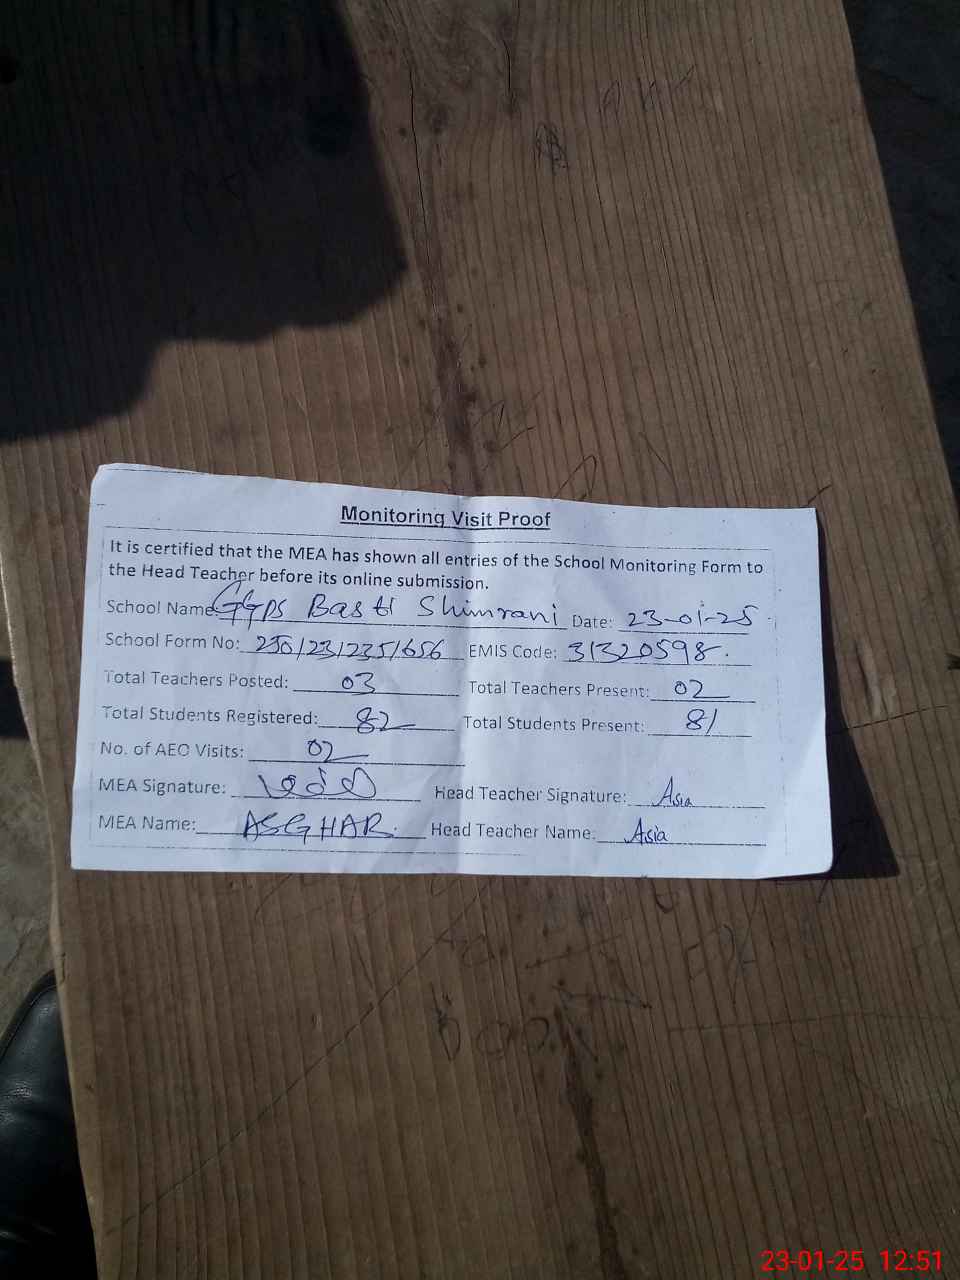 Monitoring Visit Proof
It is certified that the MEA has shown all entries of the School Monitoring Form to
the Head Teacher before its online submission.
School Name: GGPS Basti Shimrani Date: 23-01-25
School Form No: 250/23/235/656 EMIS Code: 31320598.
Total Teachers Posted: 03 Total Teachers Present: 02
Total Students Registered: 82 Total Students Present: 81
No. of AEO Visits: 02
MEA Signature: Head Teacher Signature: Asia
MEA Name: ASGHAR. Head Teacher Name: Asia
23-01-25 12:51